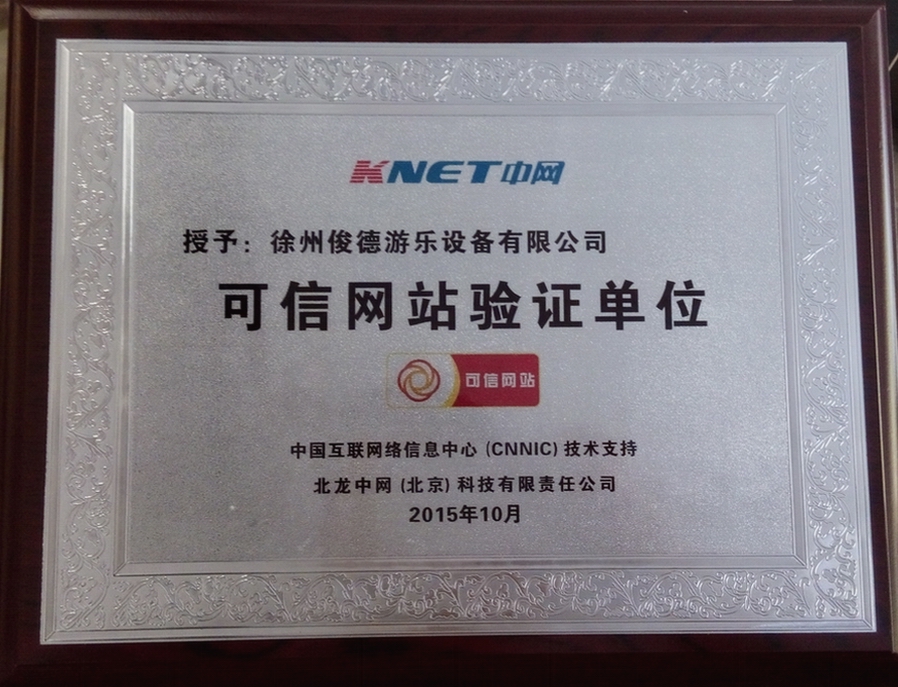 KNET中网
授予：徐州俊德游乐设备有限公司
可信网站验证单位
可信网站
中国互联网络信息中心(CNNIC)技术支持
北龙中网(北京)科技有限责任公司
2015年10月